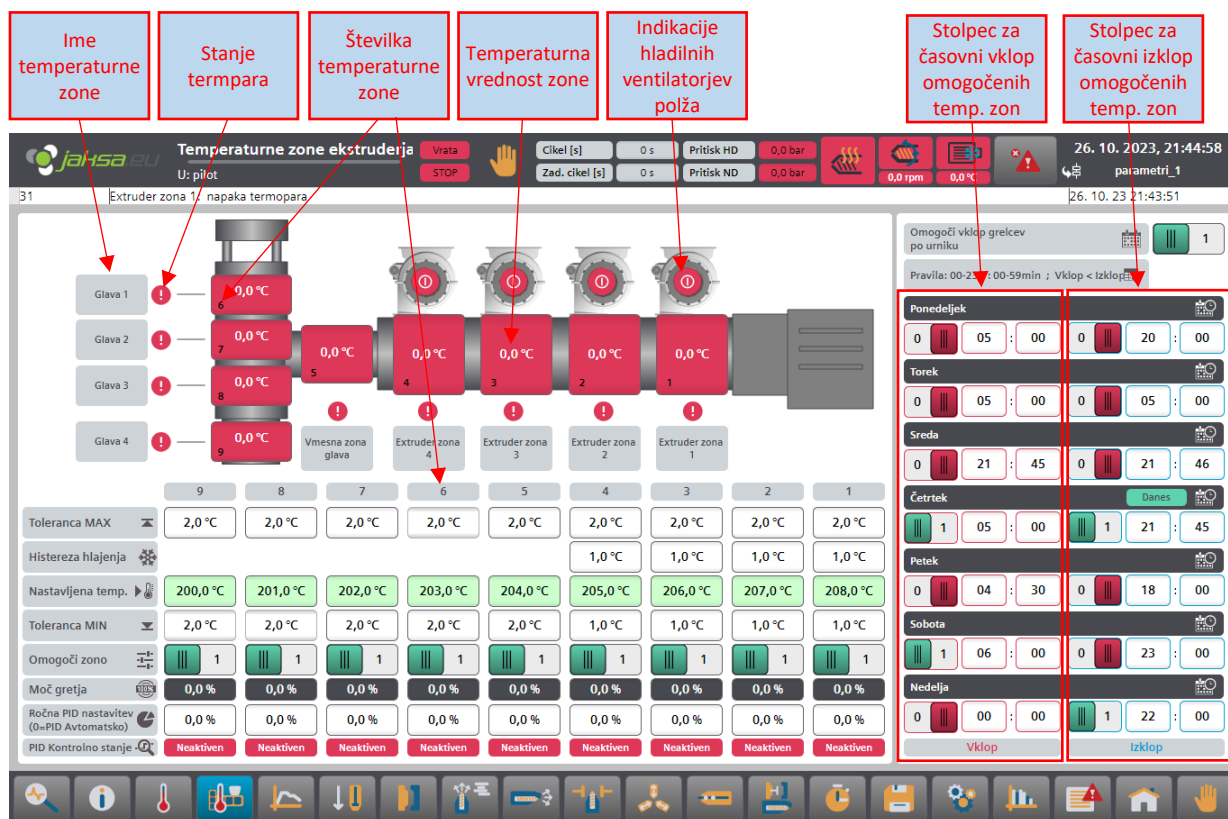 Ime
temperaturne
zone
Stanje
termpara
Številka
temperaturne
zone
Temperaturna
vrednost zone
Indikacije
hladilnih
ventilatorjev
polža
Stolpec za
časovni vklop
omogočenih
temp. zon
Stolpec za
časovni izklop
omogočenih
temp. zon
jaksa.eu
Temperaturne zone ekstruderja
U: pilot
Vrata
STOP
Cikel [s] 0 s Pritisk HD 0,0 bar
Zad. cikel [s] 0 s Pritisk ND 0,0 bar
0,0 rpm
0,0 °C
26. 10. 2023, 21:44:58
parametri_1
31 Extruder zona 1: napaka termopara 26. 10. 23 21:43:51
Glava 1 ! 0,0 °C 6
Glava 2 ! 0,0 °C 7
Glava 3 ! 0,0 °C 8
Glava 4 ! 0,0 °C 9
0,0 °C 0,0 °C 0,0 °C 0,0 °C 0,0 °C
5 4 3 2 1
! ! ! ! !
Vmesna zona
glava
Extruder zona
4
Extruder zona
3
Extruder zona
2
Extruder zona
1
9 8 7 6 5 4 3 2 1
Toleranca MAX 2,0 °C 2,0 °C 2,0 °C 2,0 °C 2,0 °C 2,0 °C 2,0 °C 2,0 °C 2,0 °C
Histereza hlajenja 1,0 °C 1,0 °C 1,0 °C 1,0 °C
Nastavljena temp. 200,0 °C 201,0 °C 202,0 °C 203,0 °C 204,0 °C 205,0 °C 206,0 °C 207,0 °C 208,0 °C
Toleranca MIN 2,0 °C 2,0 °C 2,0 °C 2,0 °C 2,0 °C 1,0 °C 1,0 °C 1,0 °C 1,0 °C
Omogoči zono 1 1 1 1 1 1 1 1 1
Moč gretja 100% 0,0 % 0,0 % 0,0 % 0,0 % 0,0 % 0,0 % 0,0 % 0,0 % 0,0 %
Ročna PID nastavitev
(0=PID Avtomatsko) 0,0 % 0,0 % 0,0 % 0,0 % 0,0 % 0,0 % 0,0 % 0,0 % 0,0 %
PID Kontrolno stanje Neaktiven Neaktiven Neaktiven Neaktiven Neaktiven Neaktiven Neaktiven Neaktiven Neaktiven
Omogoči vklop grelcev
po urniku
1
Pravila: 00-59min ; Vklop < Izklop
Ponedeljek
0 05 : 00 0 20 : 00
Torek
0 05 : 00 0 05 : 00
Sreda
0 21 : 45 0 21 : 46
Četrtek Danes
1 05 : 00 1 21 : 45
Petek
0 04 : 30 0 18 : 00
Sobota
1 06 : 00 0 23 : 00
Nedelja
0 00 : 00 1 22 : 00
Vklop Izklop